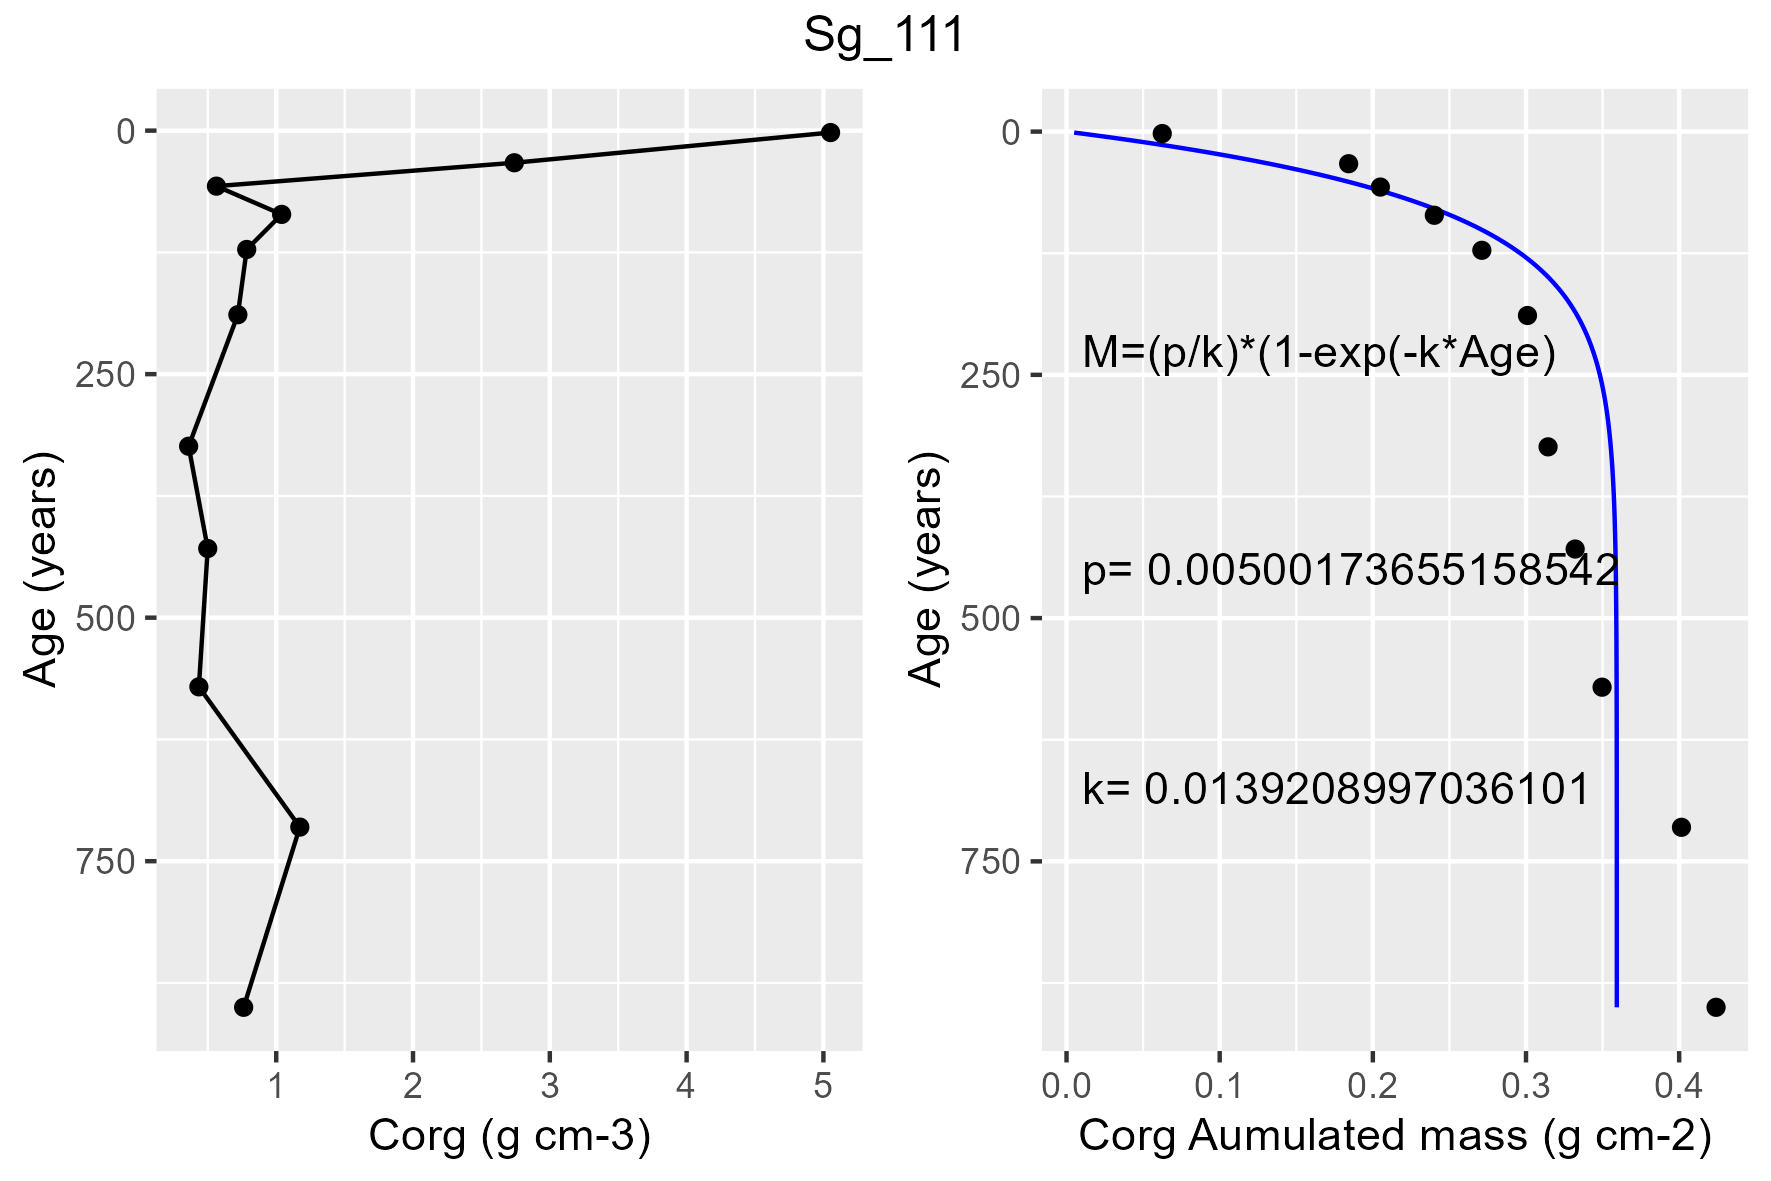 Sg_111
0
250
500
750
Age (years)
1 2 3 4 5
Corg (g cm-3)
0
250
500
750
Age (years)
M=(p/k)*(1-exp(-k*Age)
p= 0.00500173655158542
k= 0.0139208997036101
0.0 0.1 0.2 0.3 0.4
Corg Aumulated mass (g cm-2)